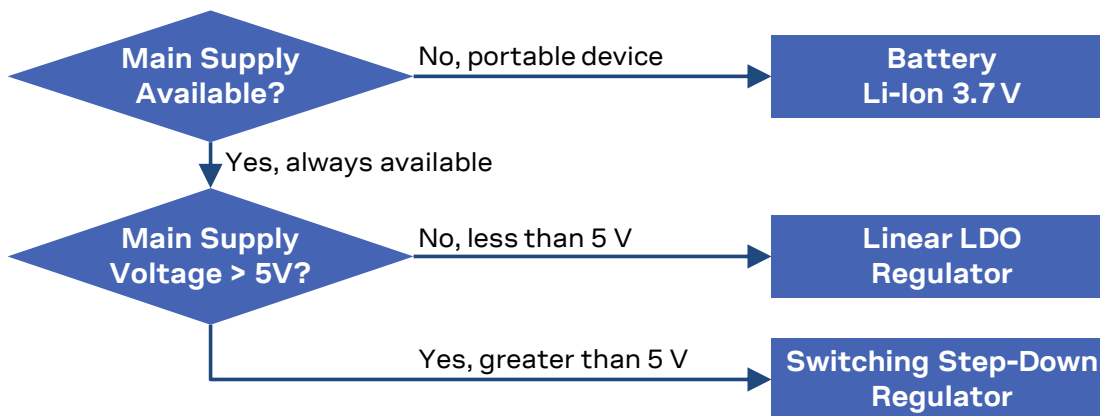 Main Supply
Available?
No, portable device
Battery
Li-Ion 3.7 V
Yes, always available
Main Supply
Voltage > 5V?
No, less than 5 V
Linear LDO
Regulator
Yes, greater than 5 V
Switching Step-Down
Regulator